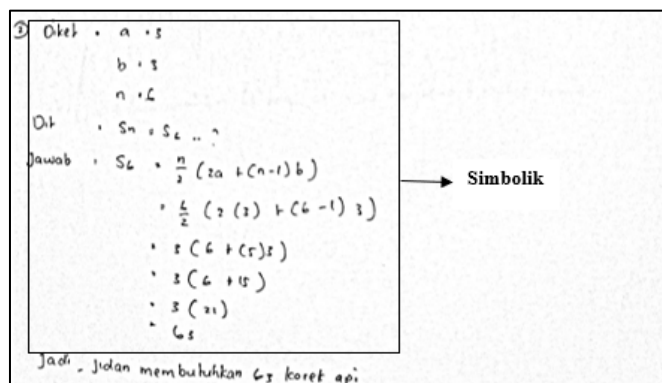 ② Diket : a = 3
b = 3
n = 6
Dit : Sn = S6 .. ?
Jawab : S6 = n/2 (2a + (n-1) b)
= 6/2 (2 (3) + (6-1) 3)
= 3 (6 + (5)3)
= 3 (6 + 15)
= 3 (21)
= 63
Jadi, Jidan membutuhkan 63 korek api
Simbolik